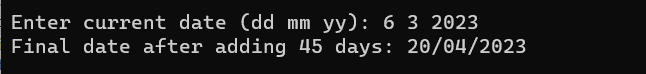 Enter current date (dd mm yy): 6 3 2023
Final date after adding 45 days: 20/04/2023